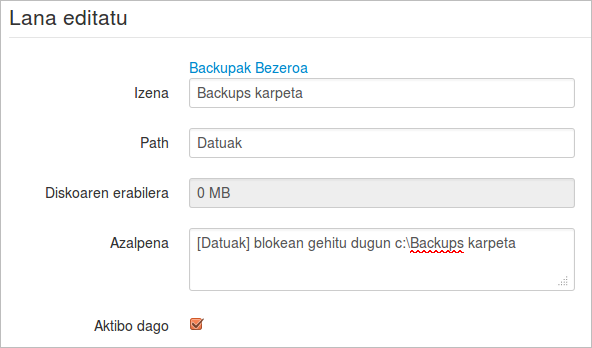 Lana editatu
Backupak Bezeroa
Izena Backups karpeta
Path Datuak
Diskoaren erabilera 0 MB
Azalpena [Datuak] blokean gehitu dugun c:\Backups karpeta
Aktibo dago